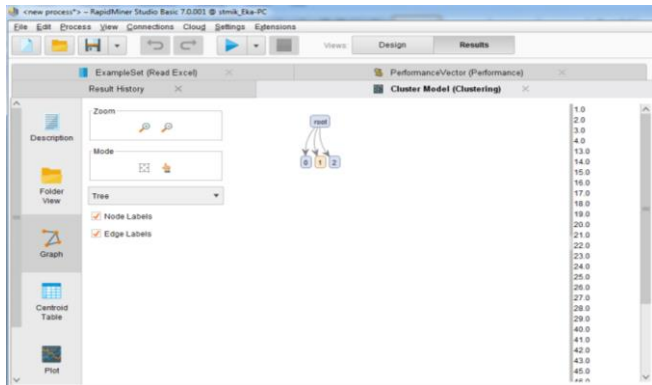 <new process*> – RapidMiner Studio Basic 7.0.001 @ stmik_Eka-PC
File Edit Process View Connections Cloud Settings Extensions
Views: Design Results
ExampleSet (Read Excel) PerformanceVector (Performance)
Result History Cluster Model (Clustering)
Description
Folder
View
Graph
Centroid
Table
Plot
Zoom
Mode
Tree
Node Labels
Edge Labels
root
0 1 2
1.0
2.0
3.0
4.0
13.0
14.0
15.0
16.0
17.0
18.0
19.0
20.0
21.0
22.0
23.0
24.0
25.0
26.0
27.0
28.0
29.0
40.0
41.0
42.0
43.0
45.0